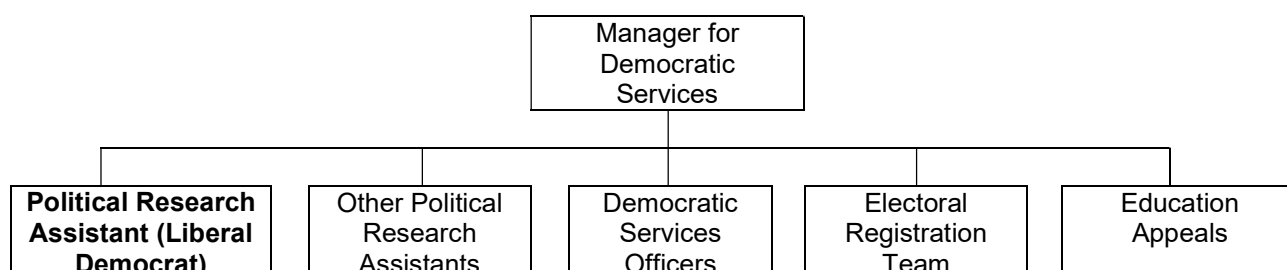 Manager for
Democratic
Services
Political Research
Assistant (Liberal
Democrat)
Other Political
Research
Assistants
Democratic
Services
Officers
Electoral
Registration
Team
Education
Appeals